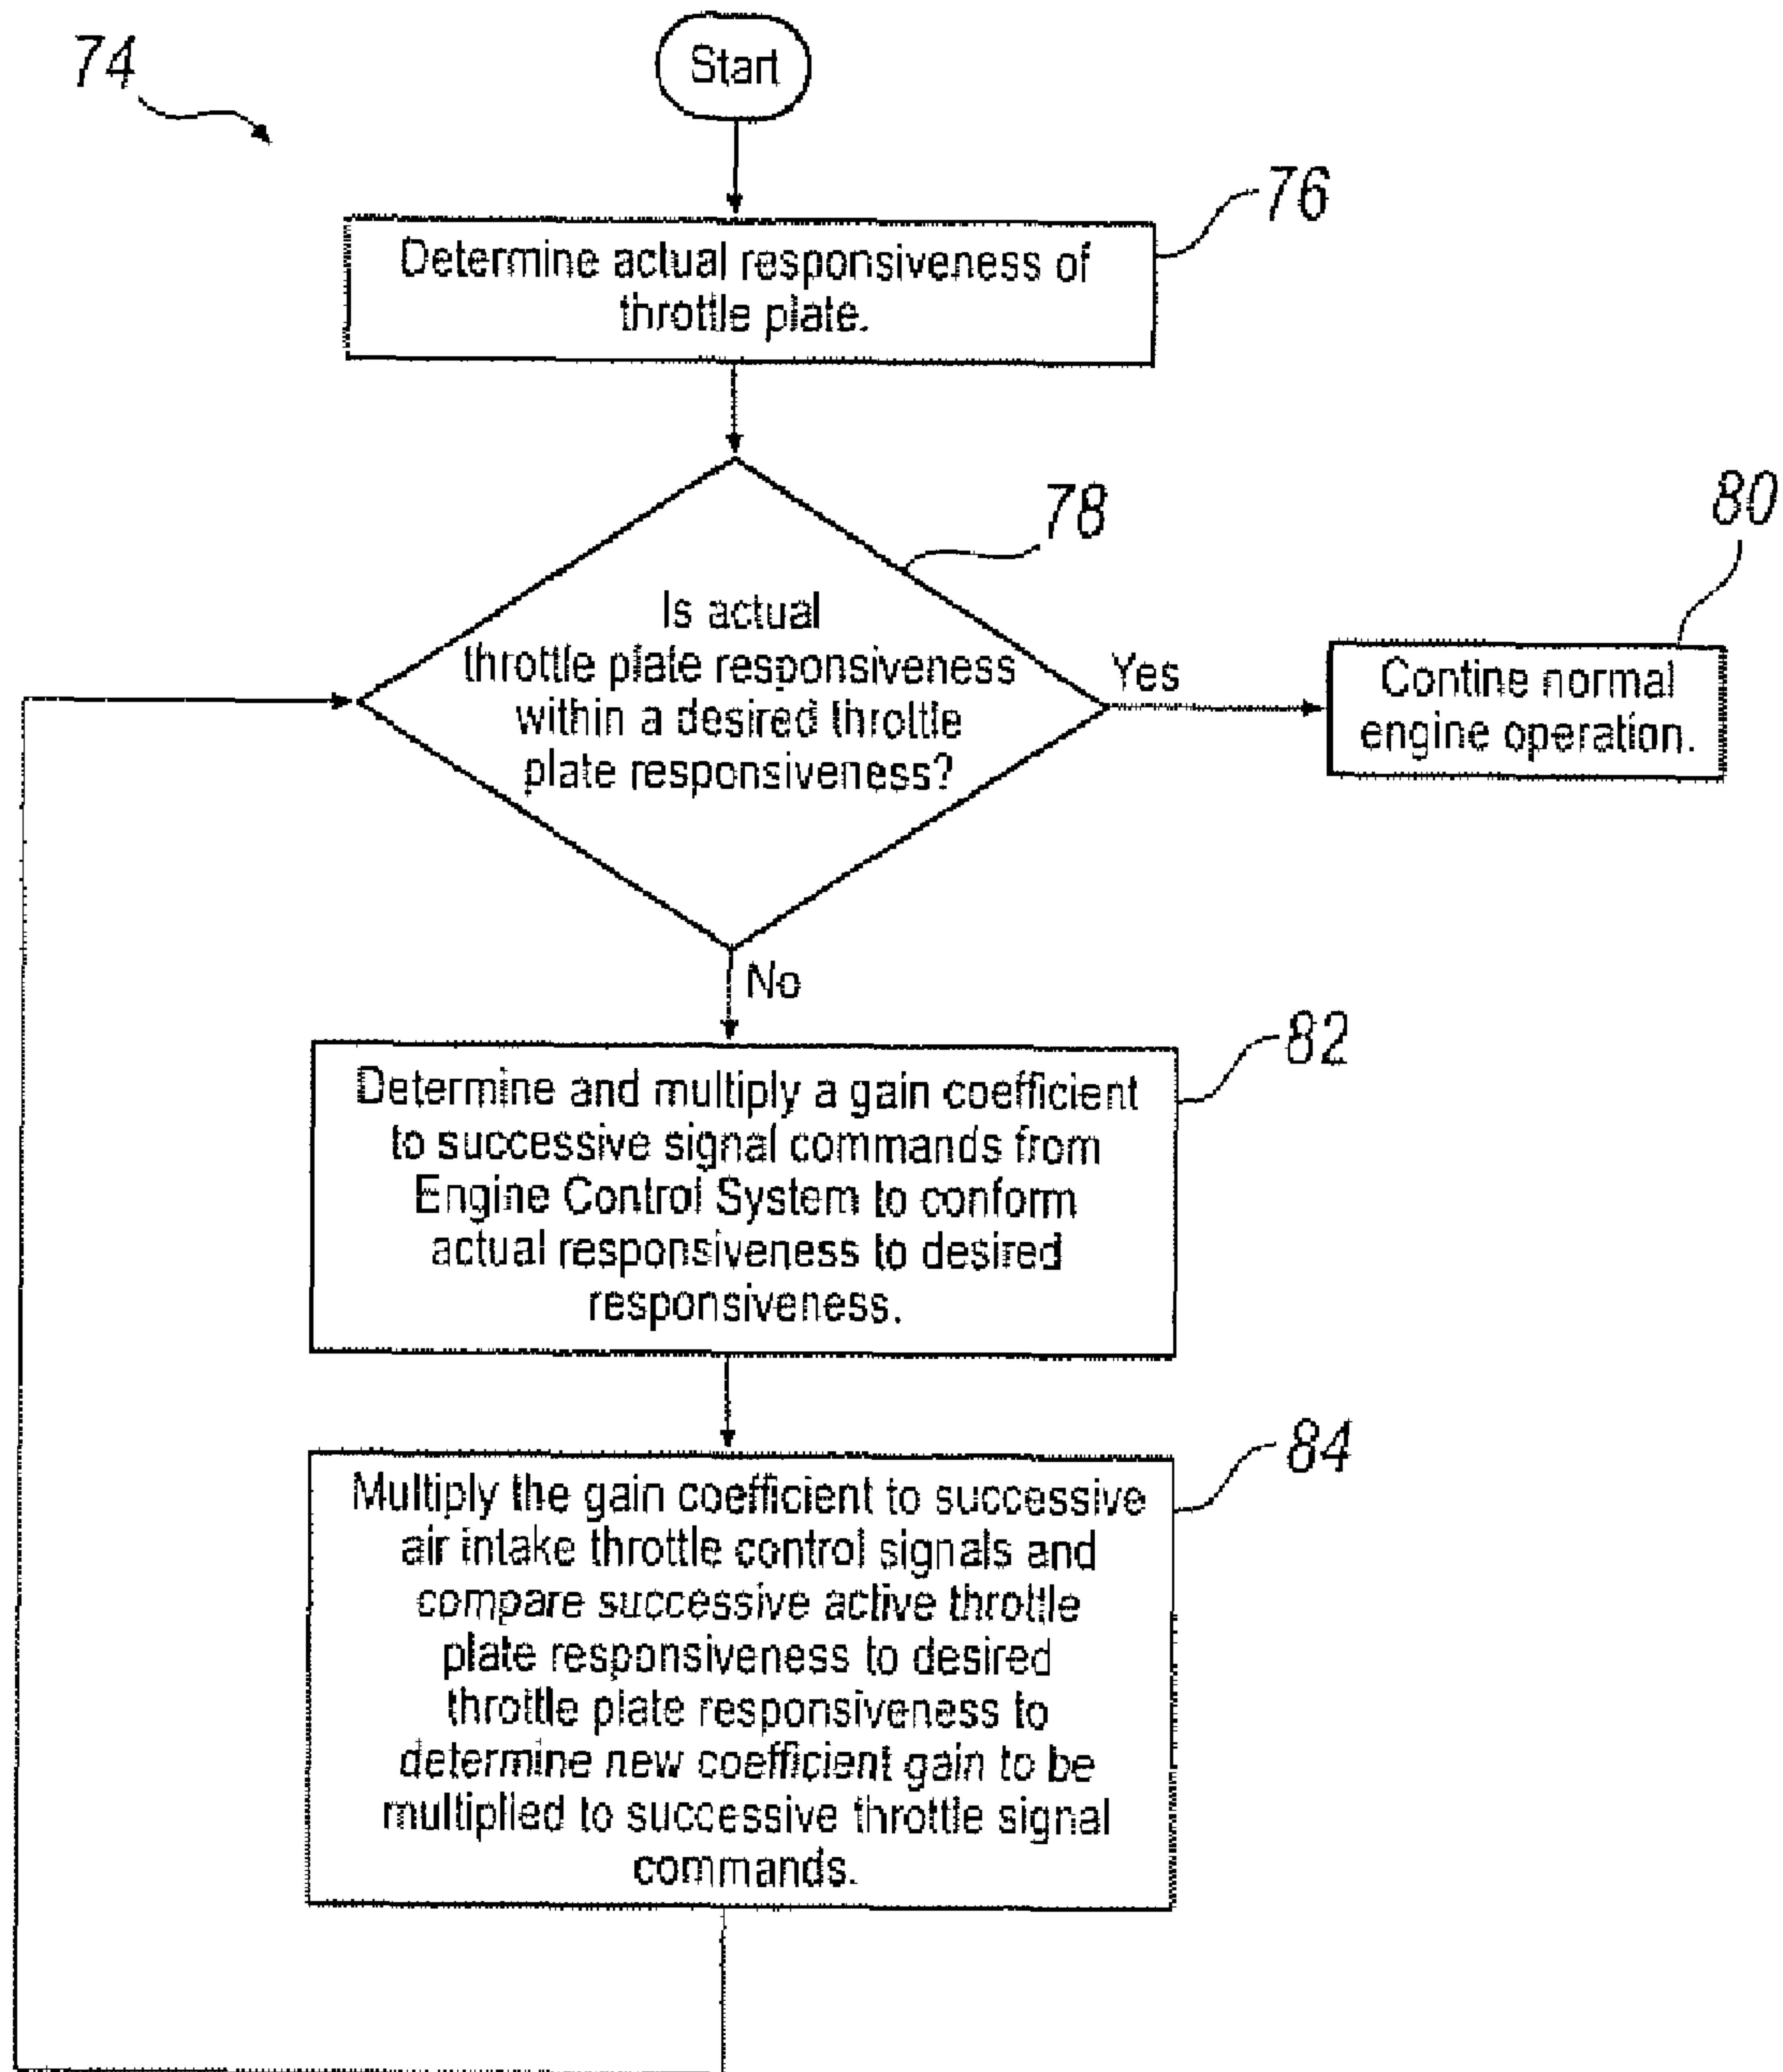 74
Start
76
Determine actual responsiveness of
throttle plate.
78
80
Is actual
throttle plate responsiveness
within a desired throttle
plate responsiveness?
Yes
Contine normal
engine operation.
No
82
Determine and multiply a gain coefficient
to successive signal commands from
Engine Control System to conform
actual responsiveness to desired
responsiveness.
84
Multiply the gain coefficient to successive
air intake throttle control signals and
compare successive active throttle
plate responsiveness to desired
throttle plate responsiveness to
determine new coefficient gain to be
multiplied to successive throttle signal
commands.